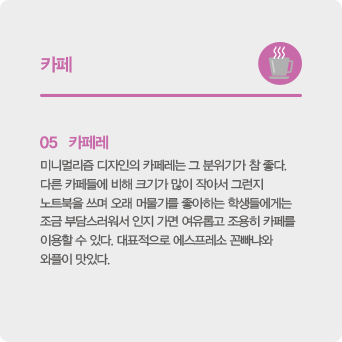 카페
05 카페레
미니멀리즘 디자인의 카페레는 그 분위기가 참 좋다.
다른 카페들에 비해 크기가 많이 작아서 그런지
노트북을 쓰며 오래 머물기를 좋아하는 학생들에게는
조금 부담스러워서 인지 가면 여유롭고 조용히 카페를
이용할 수 있다. 대표적으로 에스프레소 꼰빠냐와
와플이 맛있다.